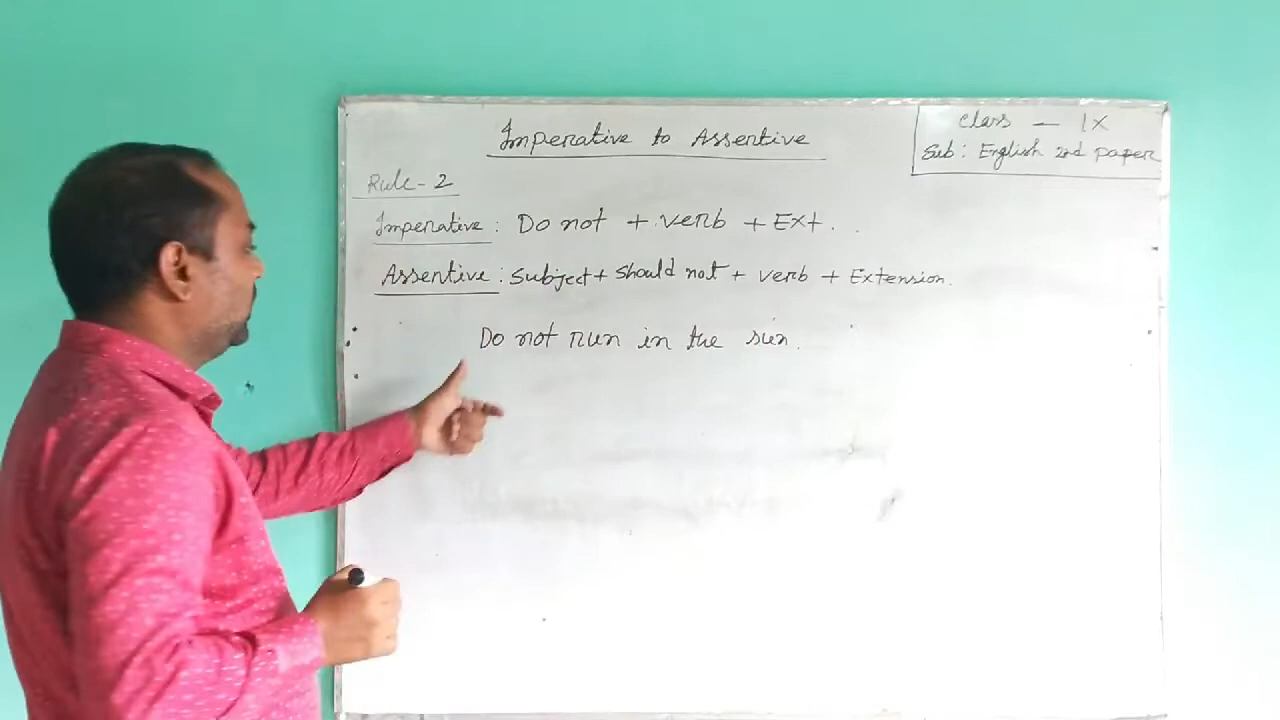 Imperative to Assertive
Class - IX
Sub: English 2nd paper
Rule-2
Imperative: Do not + verb + Ext.
Assertive: Subject + should not + verb + Extension.
Do not run in the sun.